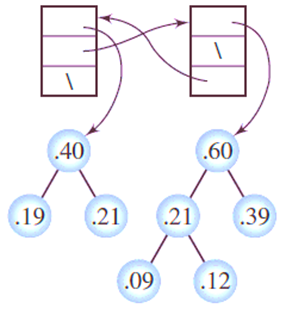 \
\
.40 .60
.19 .21 .21 .39
.09 .12